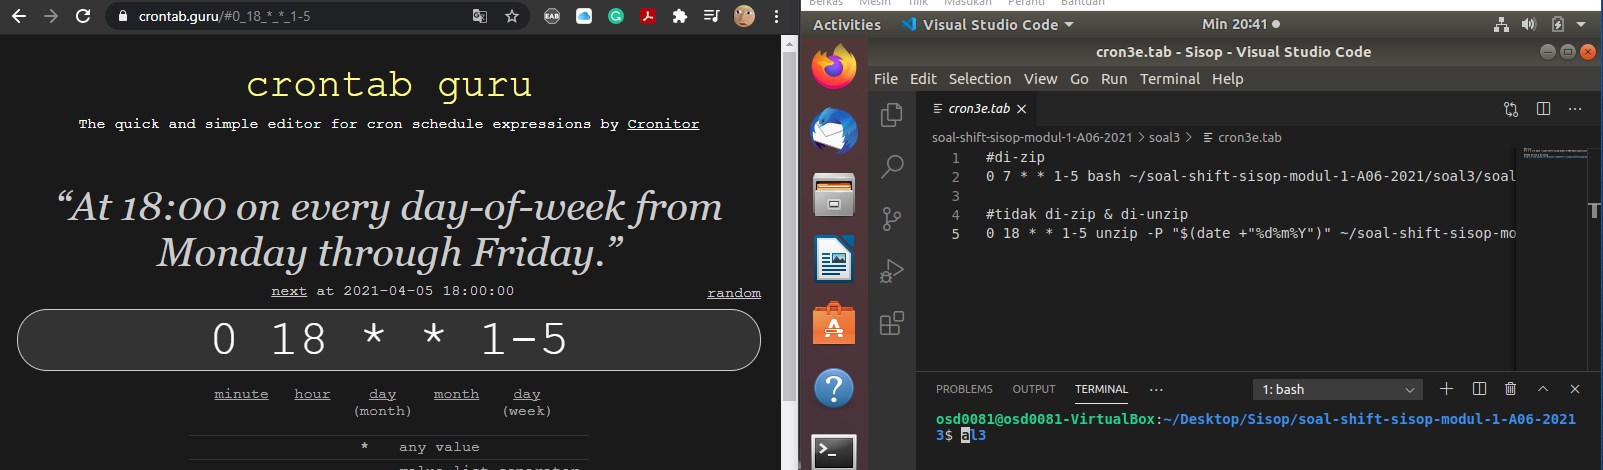 crontab.guru/#0_18_*_*_1-5
EAB
crontab guru
The quick and simple editor for cron schedule expressions by Cronitor
“At 18:00 on every day-of-week from
Monday through Friday.”
next at 2021-04-05 18:00:00
random
0 18 * * 1-5
minute hour day month day
(month) (week)
* any value
Berkas Mesin Tilik Masukan Peranti Bantuan
Activities Visual Studio Code Min 20:41
cron3e.tab - Sisop - Visual Studio Code
File Edit Selection View Go Run Terminal Help
cron3e.tab
soal-shift-sisop-modul-1-A06-2021 > soal3 > cron3e.tab
1 #di-zip
2 0 7 * * 1-5 bash ~/soal-shift-sisop-modul-1-A06-2021/soal3/soal
3
4 #tidak di-zip & di-unzip
5 0 18 * * 1-5 unzip -P "$(date +"%d%m%Y")" ~/soal-shift-sisop-mo
PROBLEMS OUTPUT TERMINAL ...
1: bash
osd0081@osd0081-VirtualBox:~/Desktop/Sisop/soal-shift-sisop-modul-1-A06-2021
3$ al3